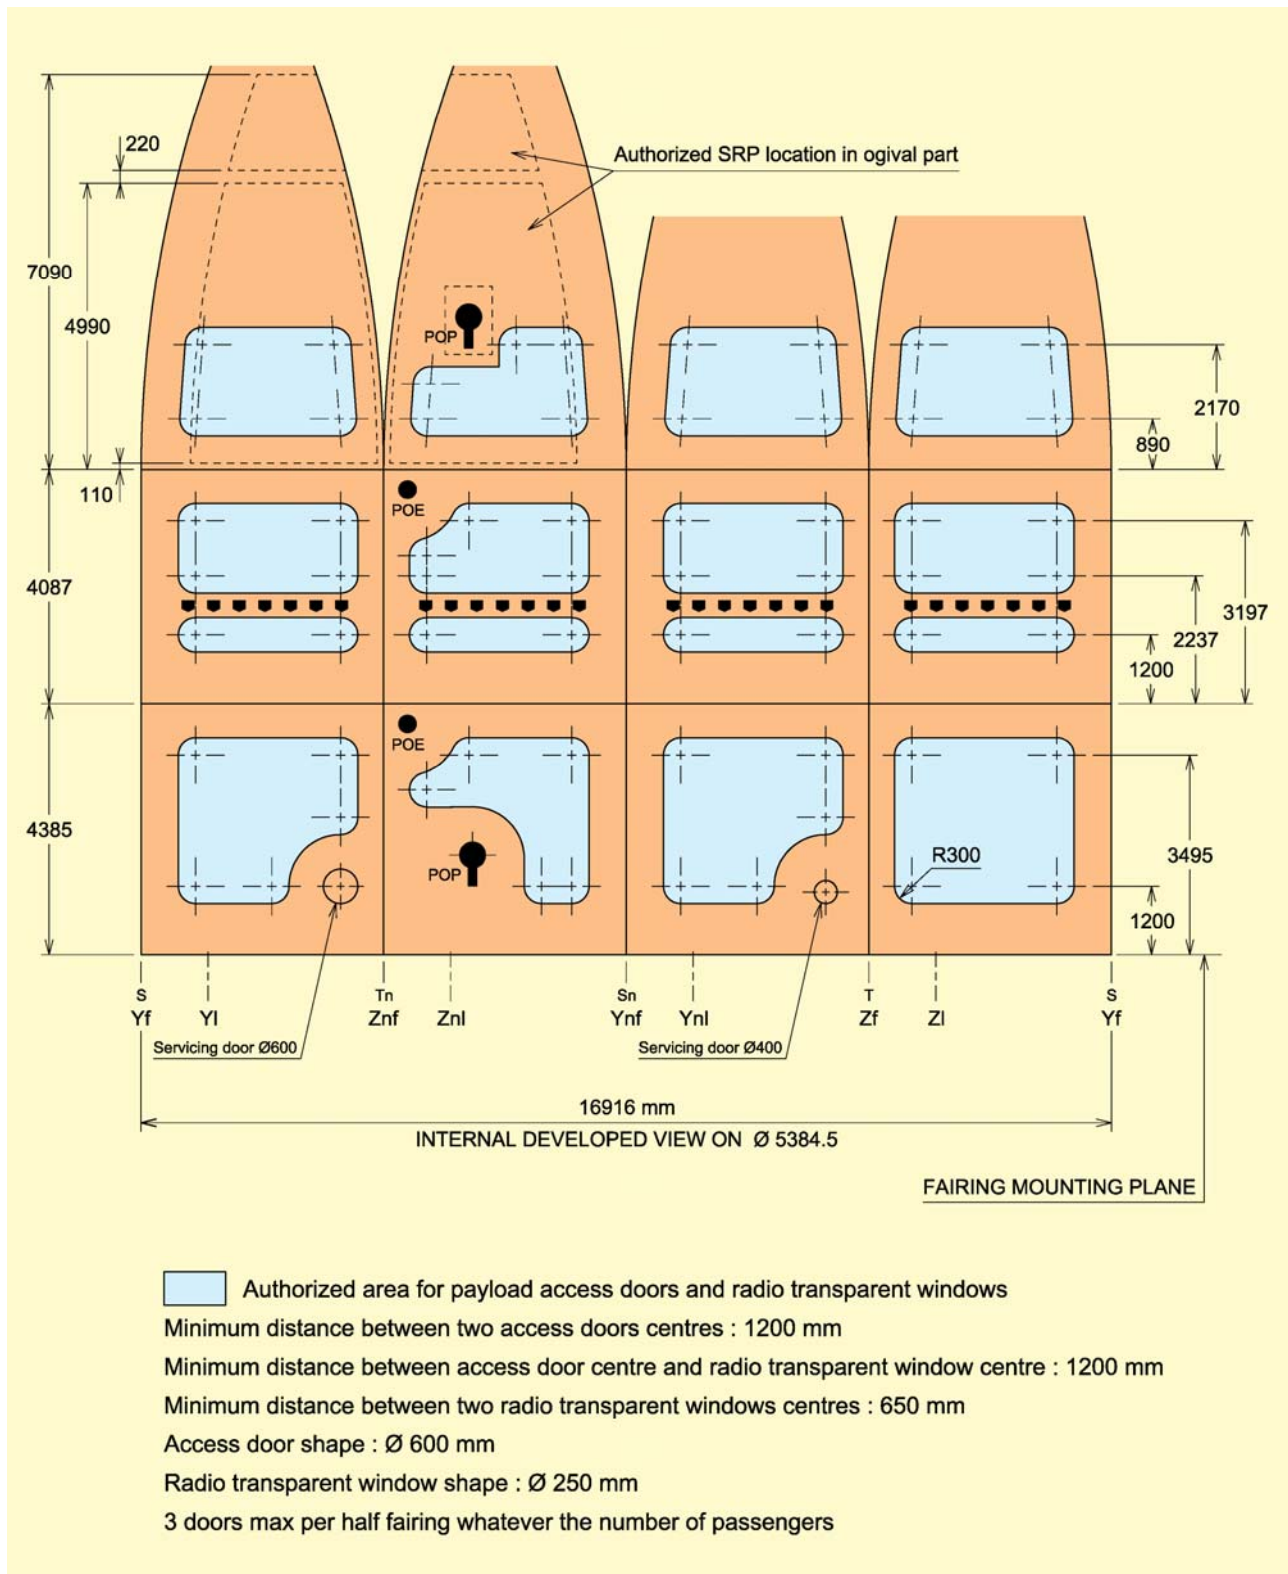 220
Authorized SRP location in ogival part
7090
4990
POP
2170
890
110
POE
4087
3197
2237
1200
POE
4385
R300
3495
POP
1200
S Tn Sn T S
Yf Yl Znf Znl Ynf Ynl Zf Zl Yf
Servicing door Ø600 Servicing door Ø400
16916 mm
INTERNAL DEVELOPED VIEW ON Ø 5384.5
FAIRING MOUNTING PLANE
Authorized area for payload access doors and radio transparent windows
Minimum distance between two access doors centres : 1200 mm
Minimum distance between access door centre and radio transparent window centre : 1200 mm
Minimum distance between two radio transparent windows centres : 650 mm
Access door shape : Ø 600 mm
Radio transparent window shape : Ø 250 mm
3 doors max per half fairing whatever the number of passengers